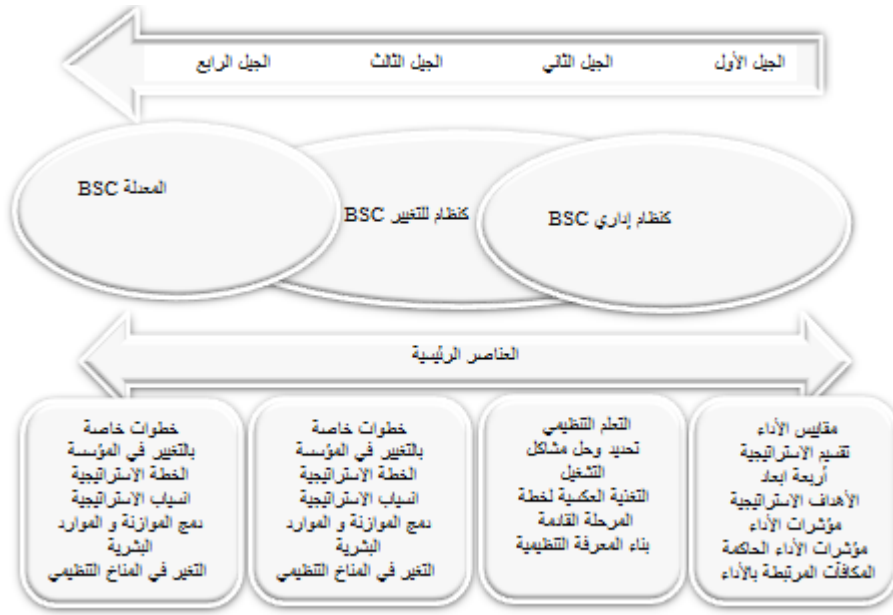 الجيل الأول
الجيل الثاني
الجيل الثالث
الجيل الرابع
كنظام إداري BSC
كنظام للتغيير BSC
المعدلة BSC
العناصر الرئيسية
مقاييس الأداء
تقسيم الاستراتيجية
أربعة ابعاد
الأهداف الاستراتيجية
مؤشرات الأداء
مؤشرات الأداء الحاكمة
المكافآت المرتبطة بالأداء
التعلم التنظيمي
تحديد وحل مشاكل
التشغيل
التغذية العكسية لخطة
المرحلة القادمة
بناء المعرفة التنظيمية
خطوات خاصة
بالتغيير في المؤسسة
الخطة الاستراتيجية
انسياب الاستراتيجية
دمج الموازنة و الموارد
البشرية
التغير في المناخ التنظيمي
خطوات خاصة
بالتغيير في المؤسسة
الخطة الاستراتيجية
انسياب الاستراتيجية
دمج الموازنة و الموارد
البشرية
التغير في المناخ التنظيمي